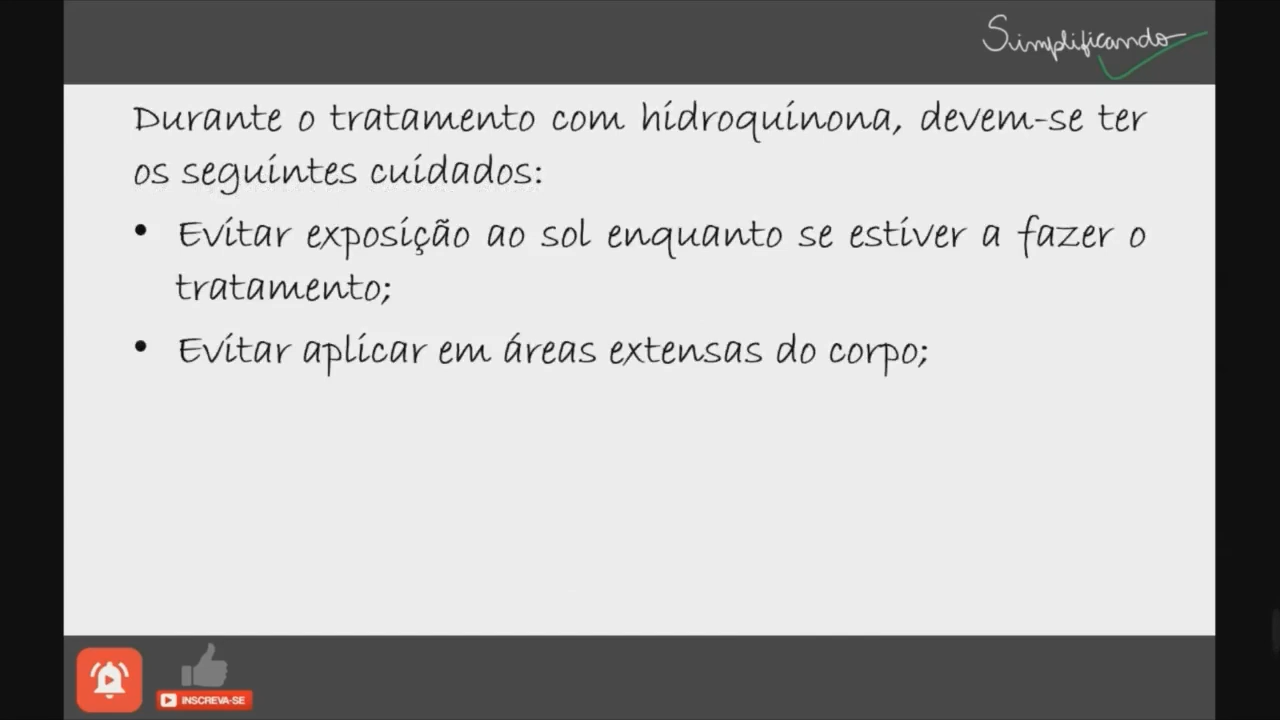 Simplificando
Durante o tratamento com hidroquinona, devem-se ter
os seguintes cuidados:
• Evitar exposição ao sol enquanto se estiver a fazer o
tratamento;
• Evitar aplicar em áreas extensas do corpo;
INSCREVA-SE